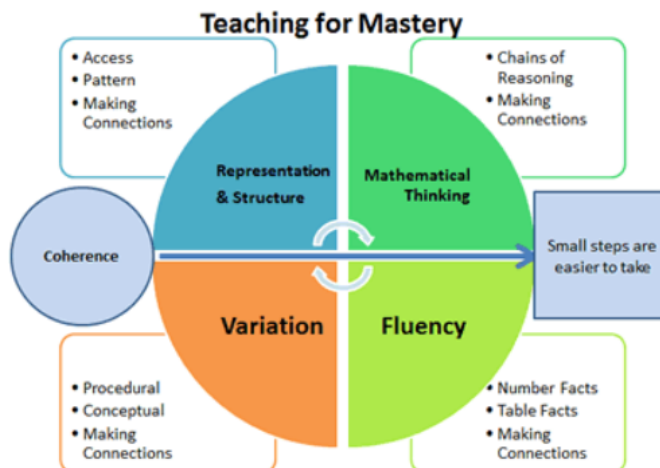 Teaching for Mastery
• Access
• Pattern
• Making
Connections
• Chains of
Reasoning
• Making
Connections
Representation
& Structure
Mathematical
Thinking
Coherence
Small steps are
easier to take
Variation
Fluency
• Procedural
• Conceptual
• Making
Connections
• Number Facts
• Table Facts
• Making
Connections